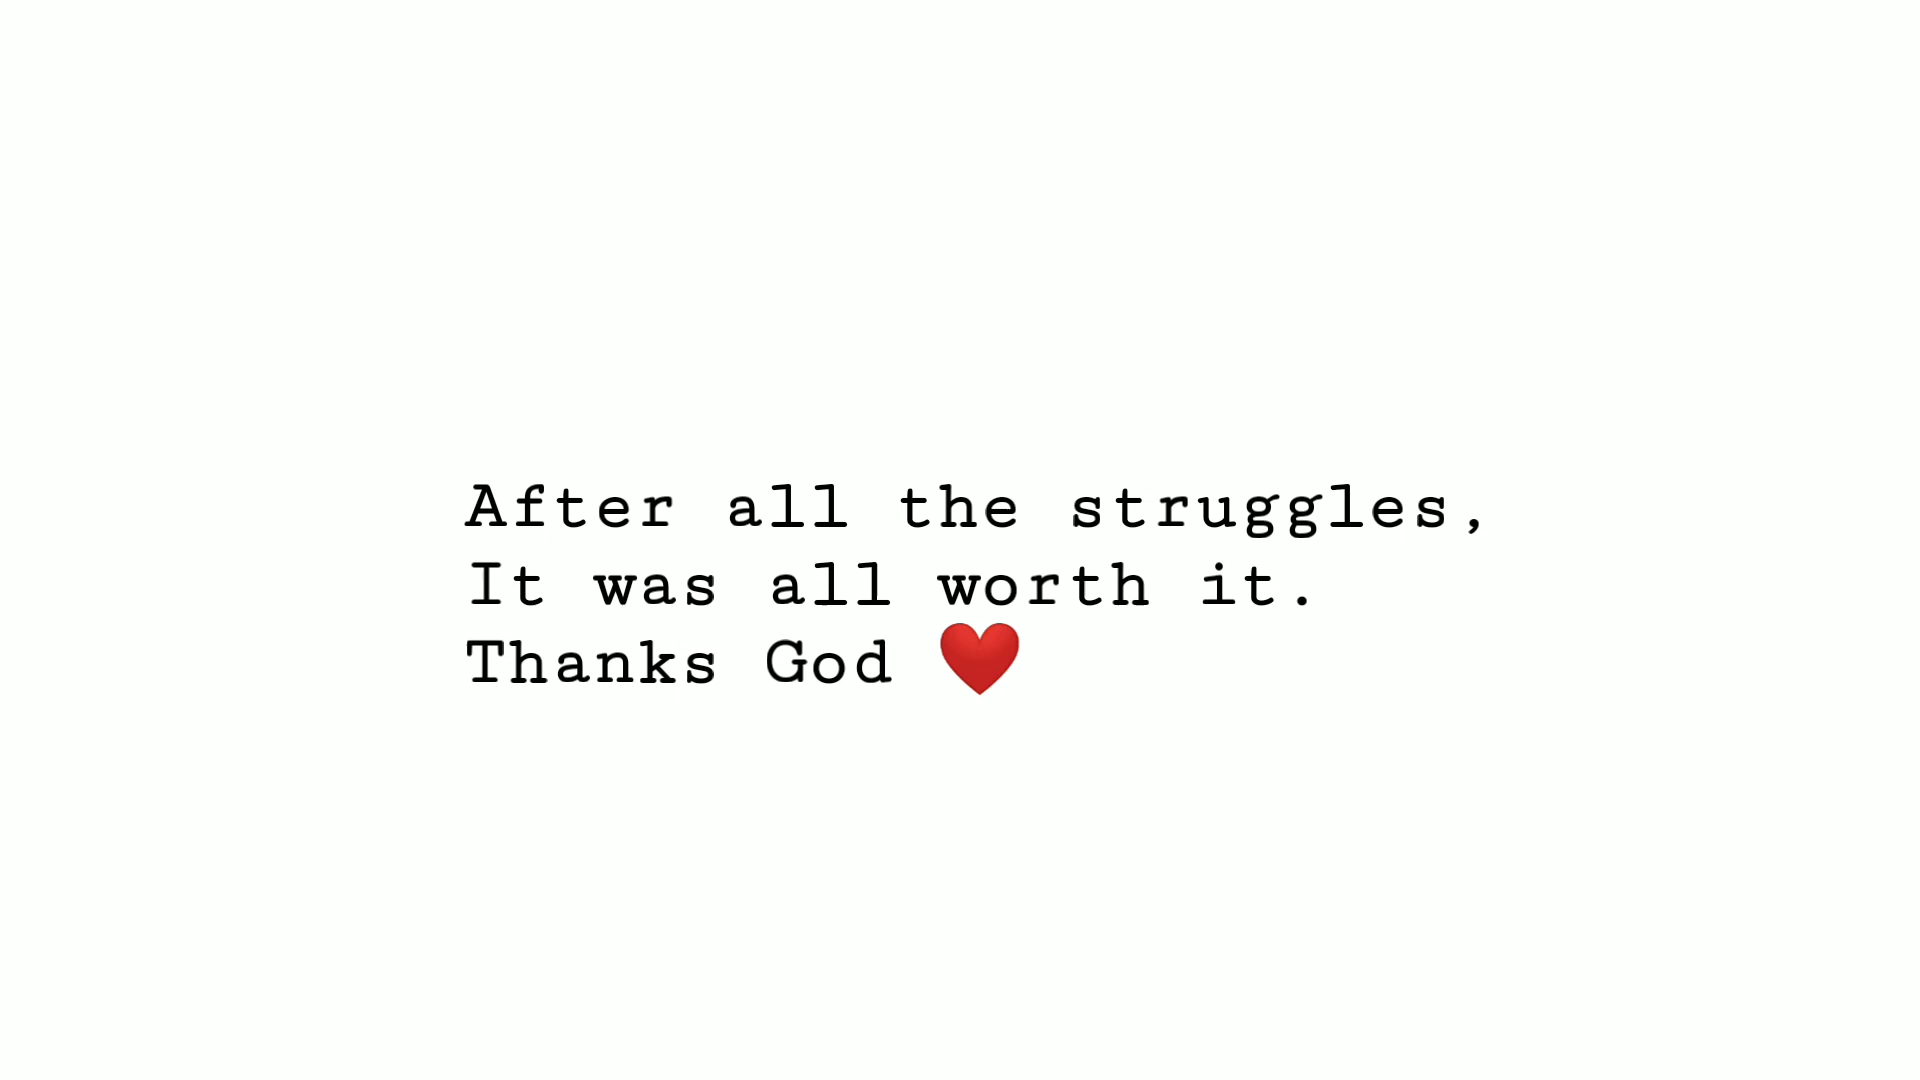 After all the struggles,
It was all worth it.
Thanks God ❤️